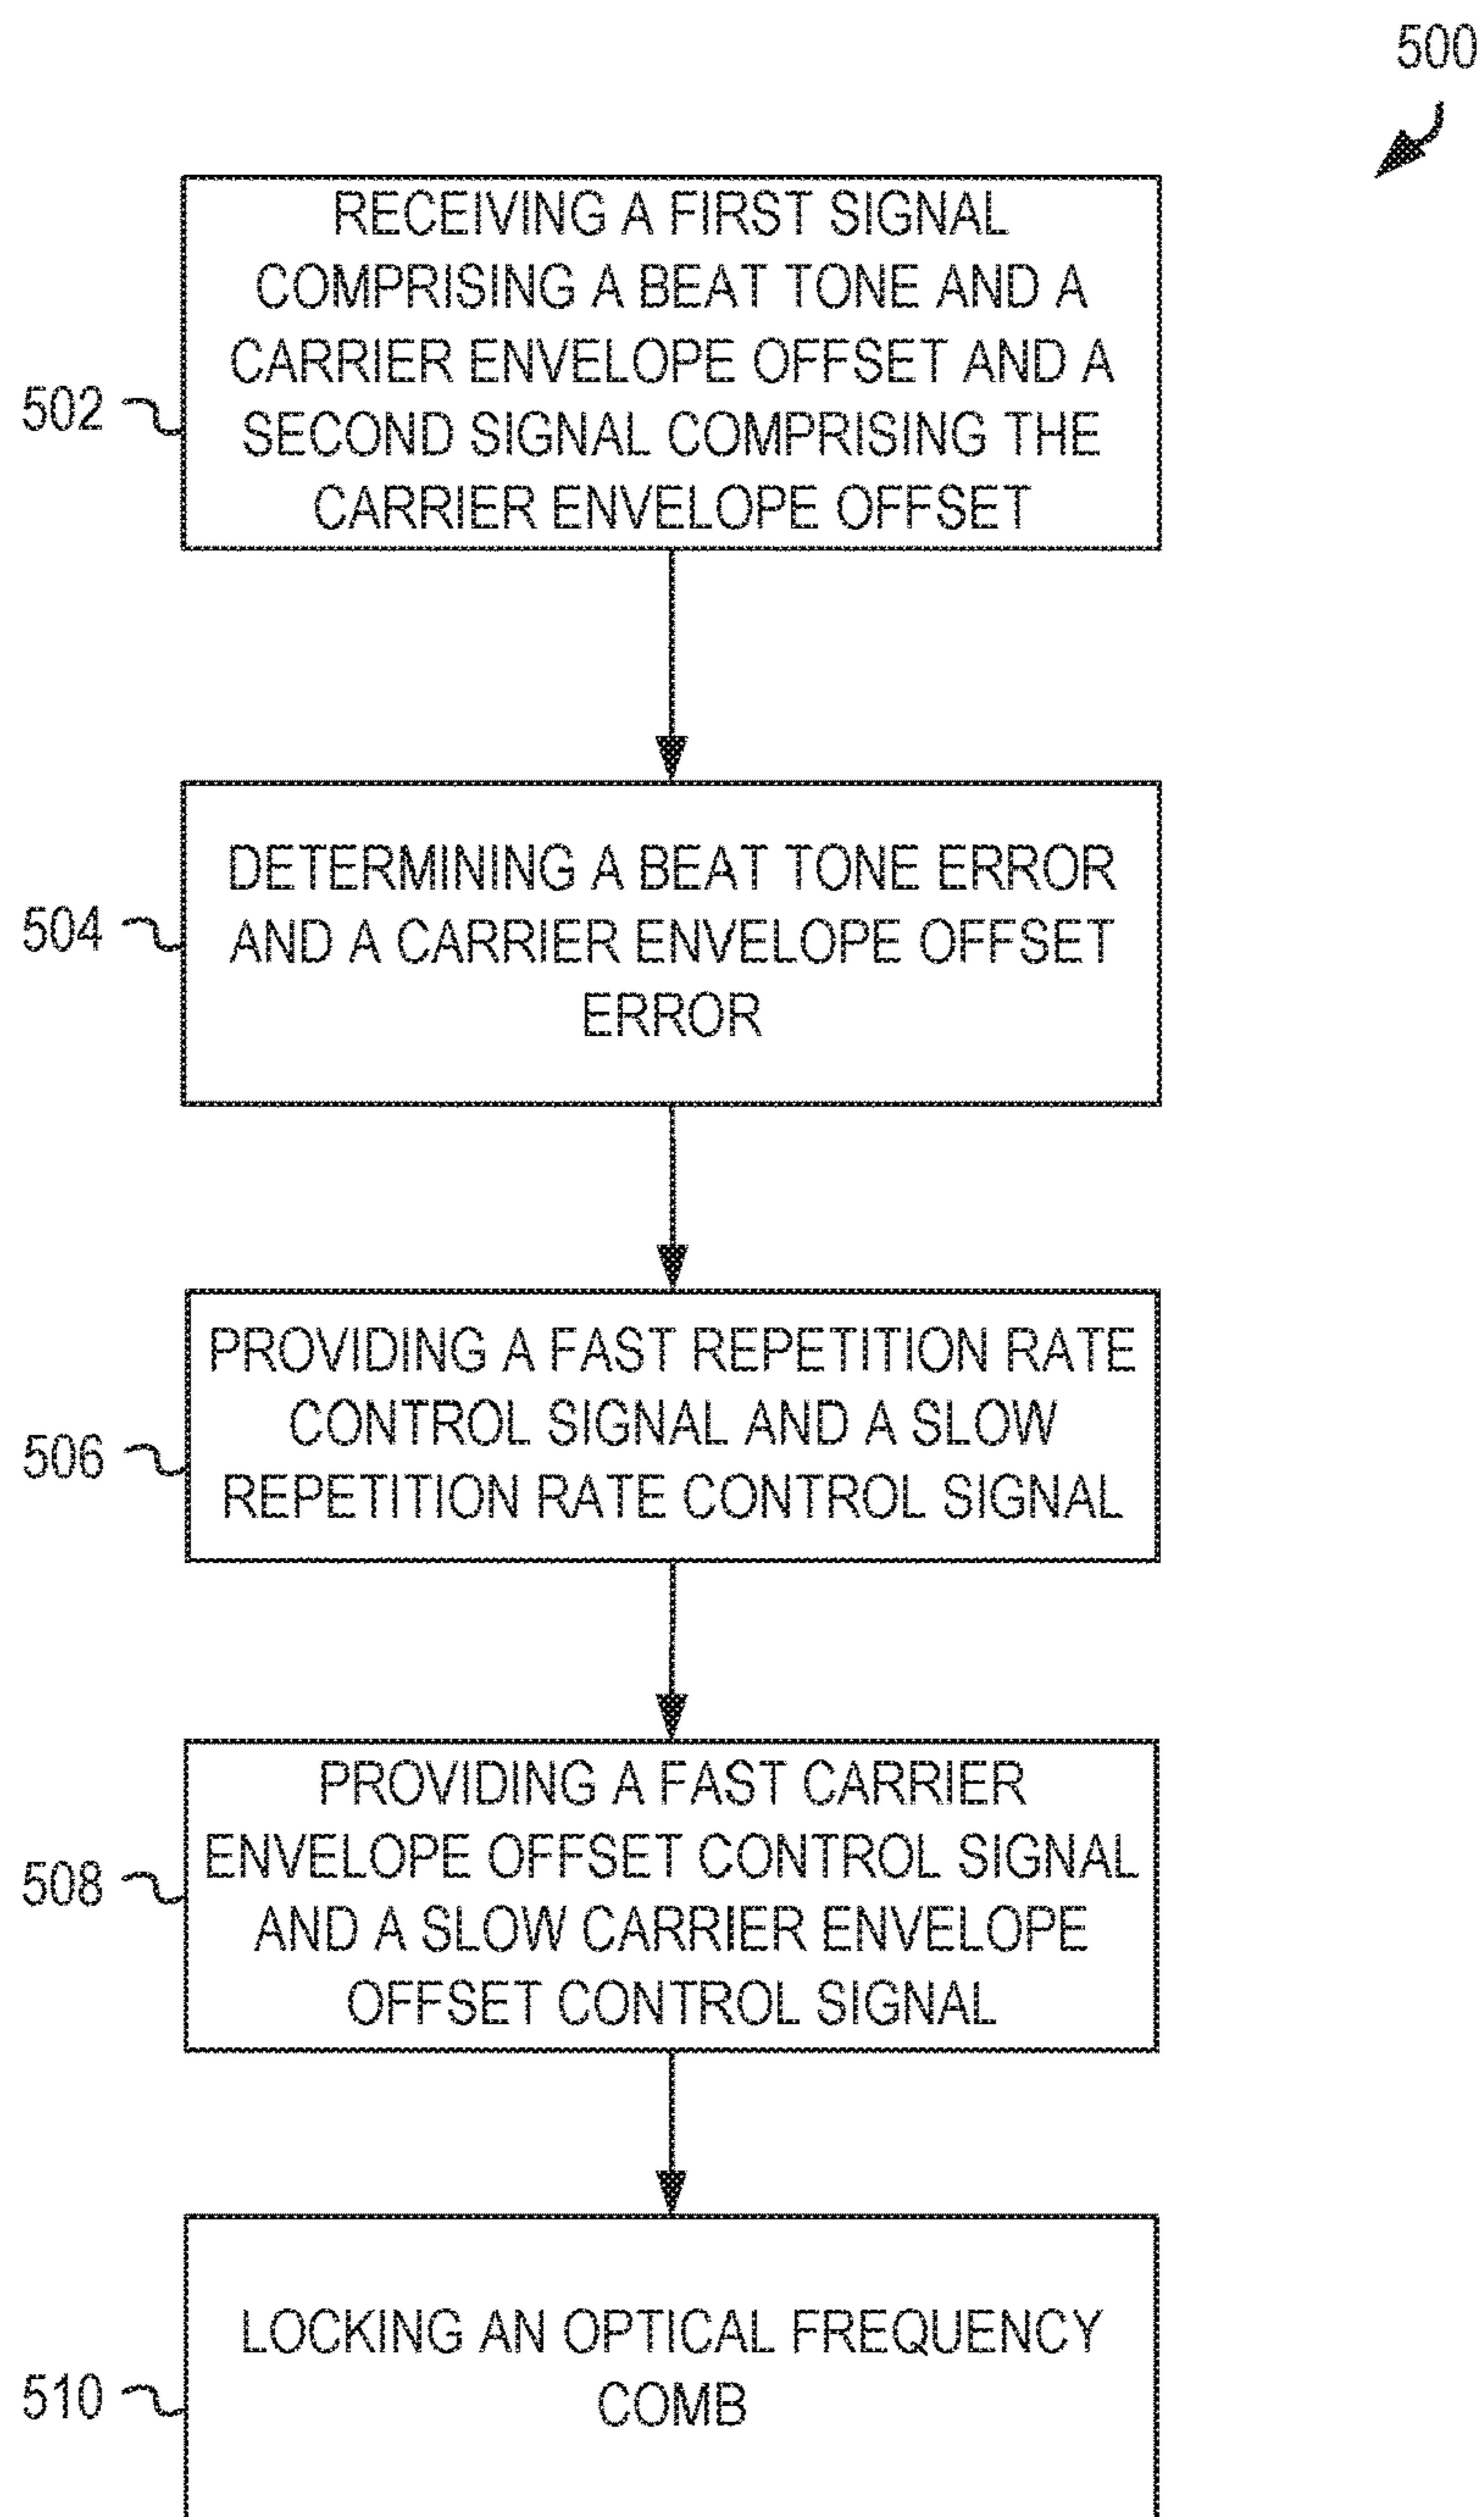 500
RECEIVING A FIRST SIGNAL
COMPRISING A BEAT TONE AND A
CARRIER ENVELOPE OFFSET AND A
SECOND SIGNAL COMPRISING THE
CARRIER ENVELOPE OFFSET
502
DETERMINING A BEAT TONE ERROR
AND A CARRIER ENVELOPE OFFSET
ERROR
504
PROVIDING A FAST REPETITION RATE
CONTROL SIGNAL AND A SLOW
REPETITION RATE CONTROL SIGNAL
506
PROVIDING A FAST CARRIER
ENVELOPE OFFSET CONTROL SIGNAL
AND A SLOW CARRIER ENVELOPE
OFFSET CONTROL SIGNAL
508
LOCKING AN OPTICAL FREQUENCY
COMB
510